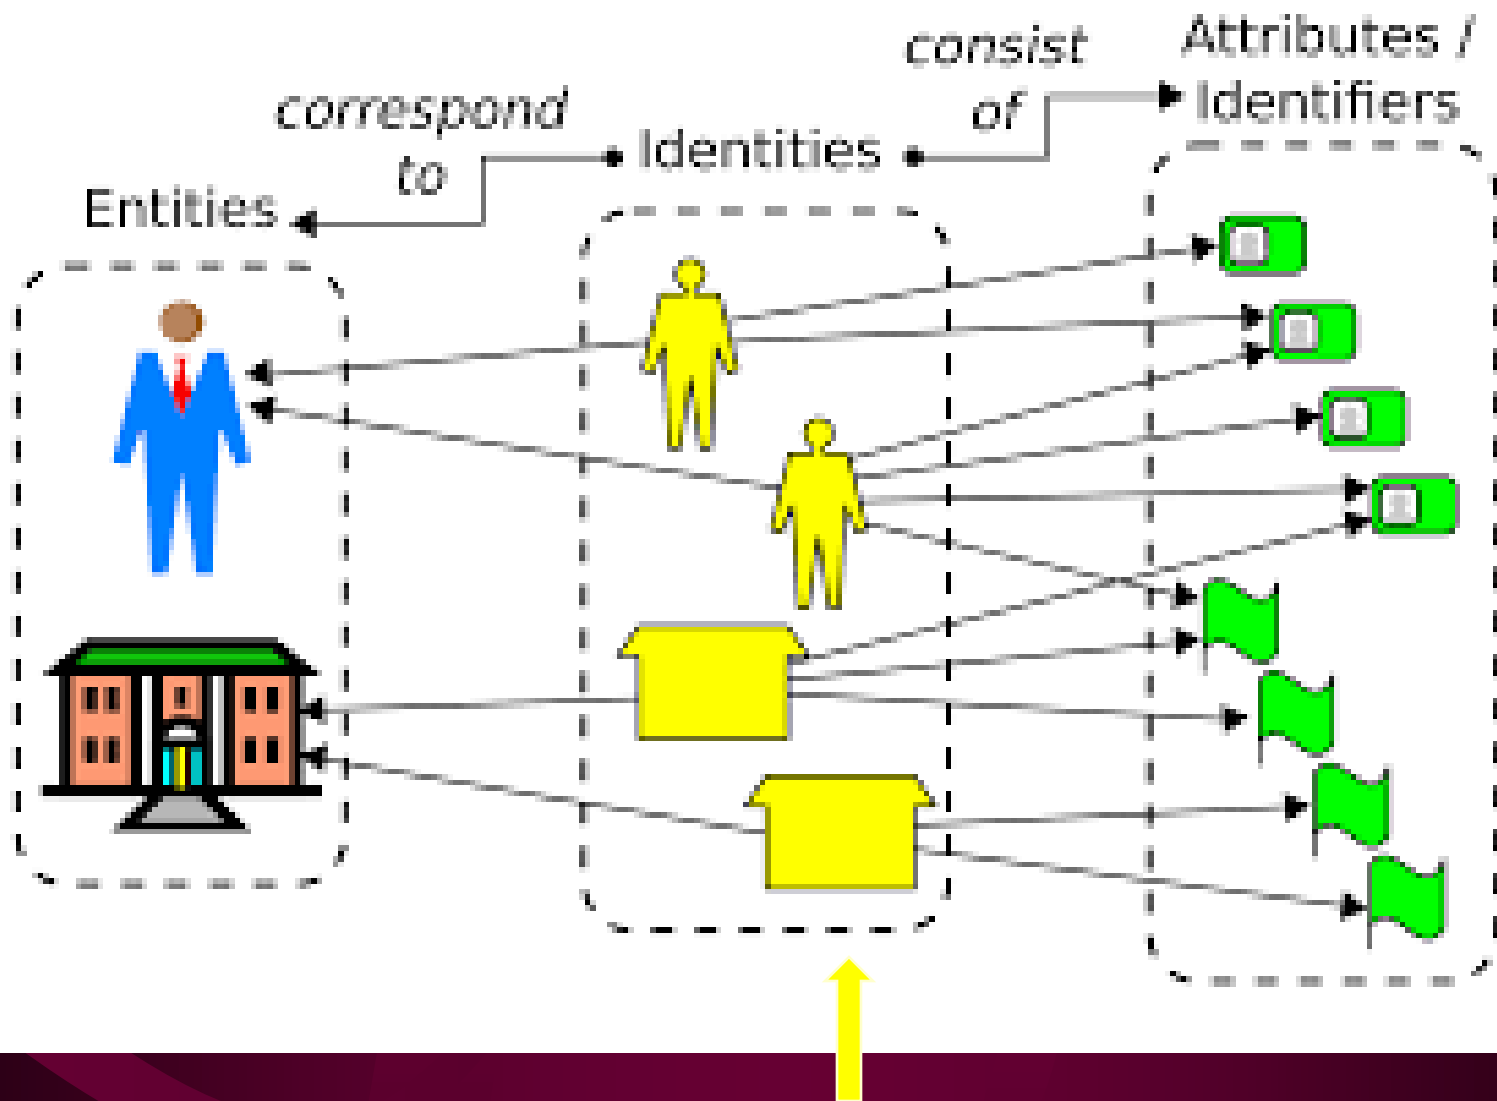 consist
of
Attributes /
Identifiers
correspond
to
Identities
Entities